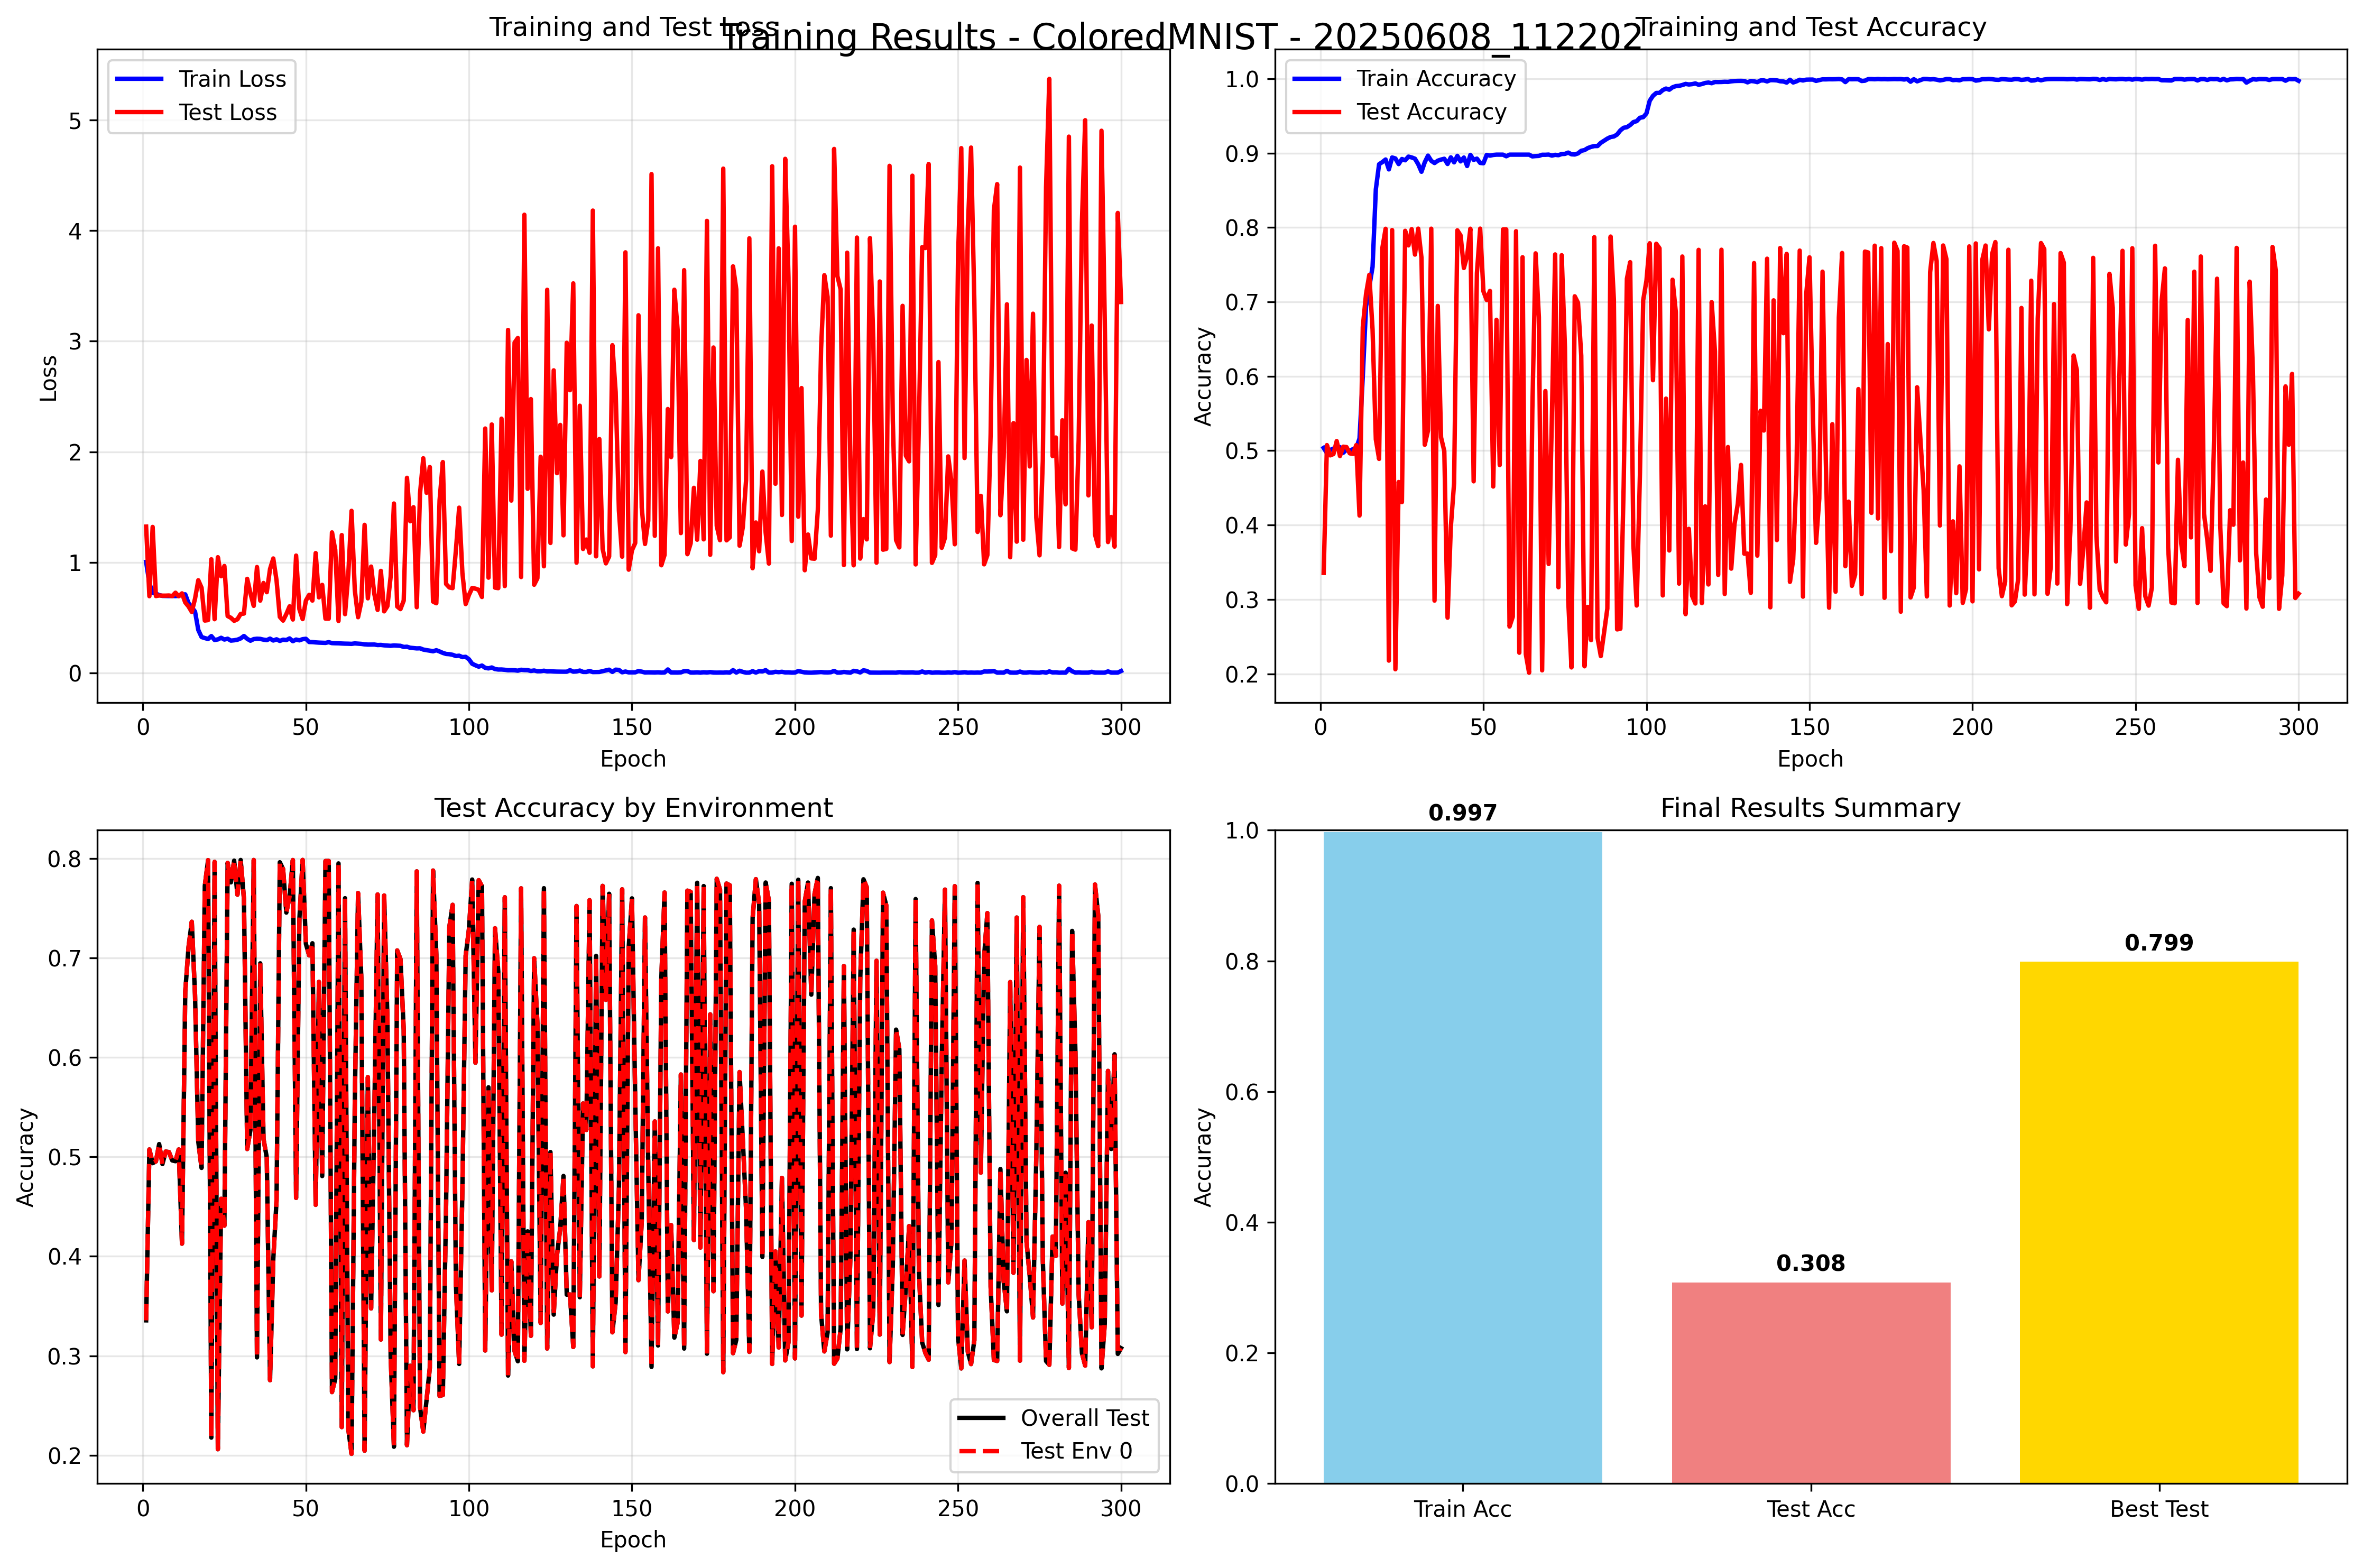 Training Results - ColoredMNIST - 20250608_112202
Training and Test Loss
Train Loss
Test Loss
5
4
3
2
1
0
Loss
0 50 100 150 200 250 300
Epoch
Training and Test Accuracy
Train Accuracy
Test Accuracy
1.0
0.9
0.8
0.7
0.6
0.5
0.4
0.3
0.2
Accuracy
0 50 100 150 200 250 300
Epoch
Test Accuracy by Environment
0.8
0.7
0.6
0.5
0.4
0.3
0.2
Accuracy
Overall Test
Test Env 0
0 50 100 150 200 250 300
Epoch
Final Results Summary
0.997
0.308
0.799
1.0
0.8
0.6
0.4
0.2
0.0
Accuracy
Train Acc Test Acc Best Test